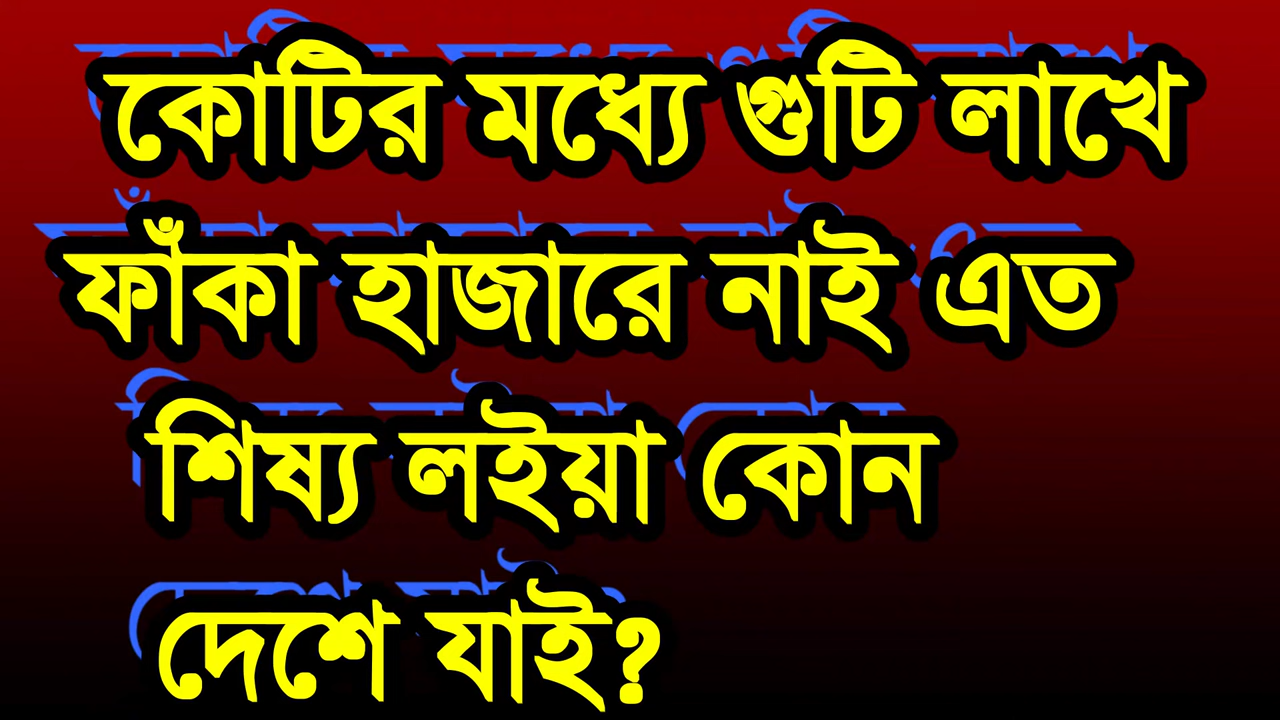 কোটির মধ্যে গুটি লাখে
ফাঁকা হাজারে নাই এত
শিষ্য লইয়া কোন
দেশে যাই?